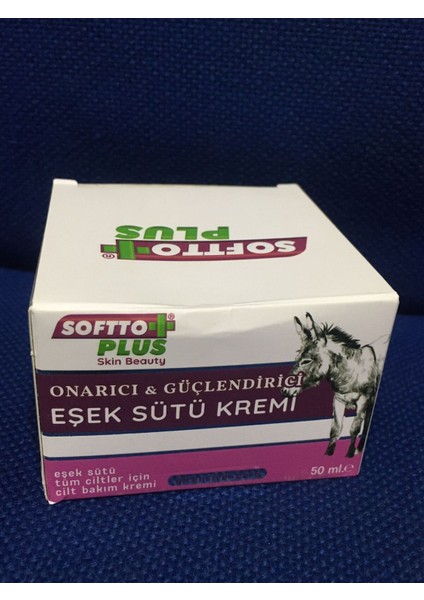 SOFTTO
PLUS
®
SOFTTO ®
PLUS
Skin Beauty
ONARICI & GÜÇLENDİRİCİ
EŞEK SÜTÜ KREMİ
eşek sütü
tüm ciltler için
cilt bakım kremi
50 ml.e